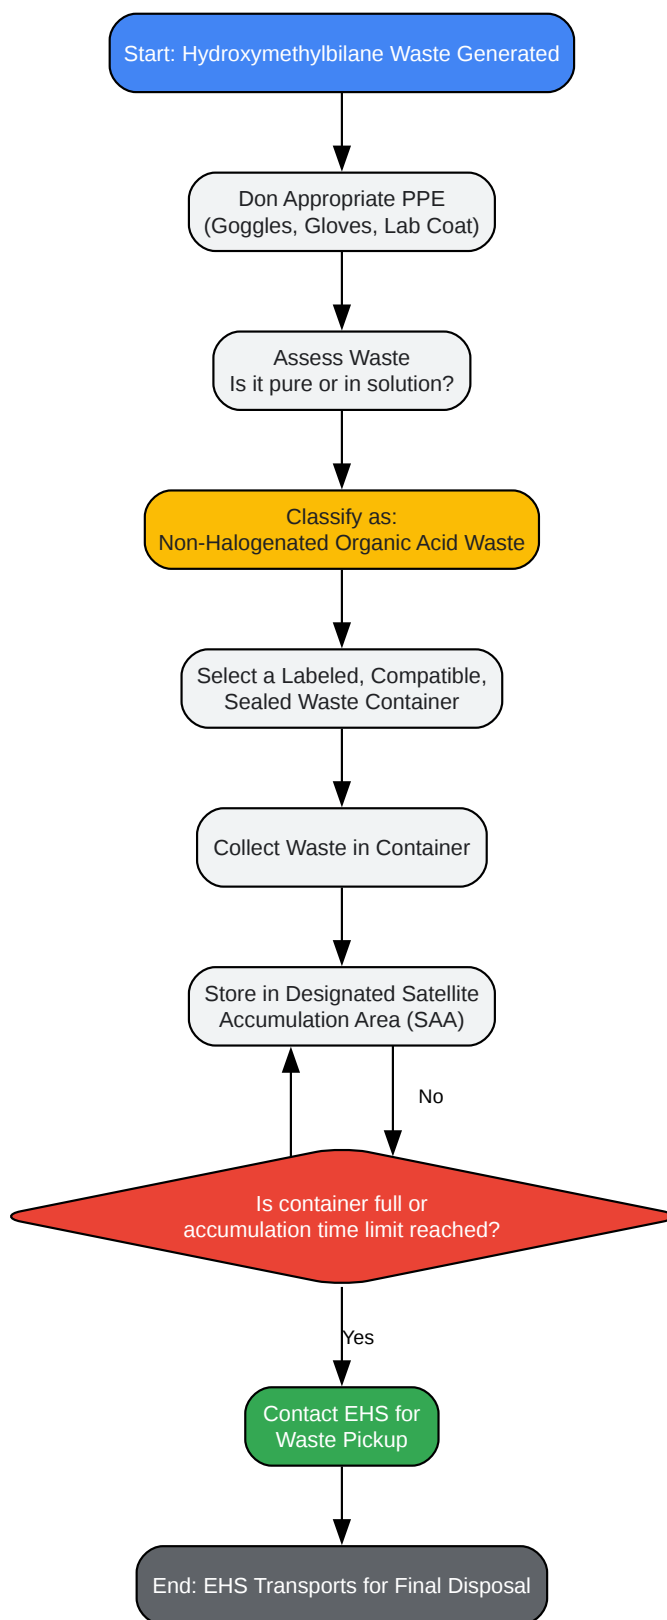 Start: Hydroxymethylbilane Waste Generated
Don Appropriate PPE
(Goggles, Gloves, Lab Coat)
Assess Waste
Is it pure or in solution?
Classify as:
Non-Halogenated Organic Acid Waste
Select a Labeled, Compatible,
Sealed Waste Container
Collect Waste in Container
Store in Designated Satellite
Accumulation Area (SAA)
No
Is container full or
accumulation time limit reached?
Yes
Contact EHS for
Waste Pickup
End: EHS Transports for Final Disposal